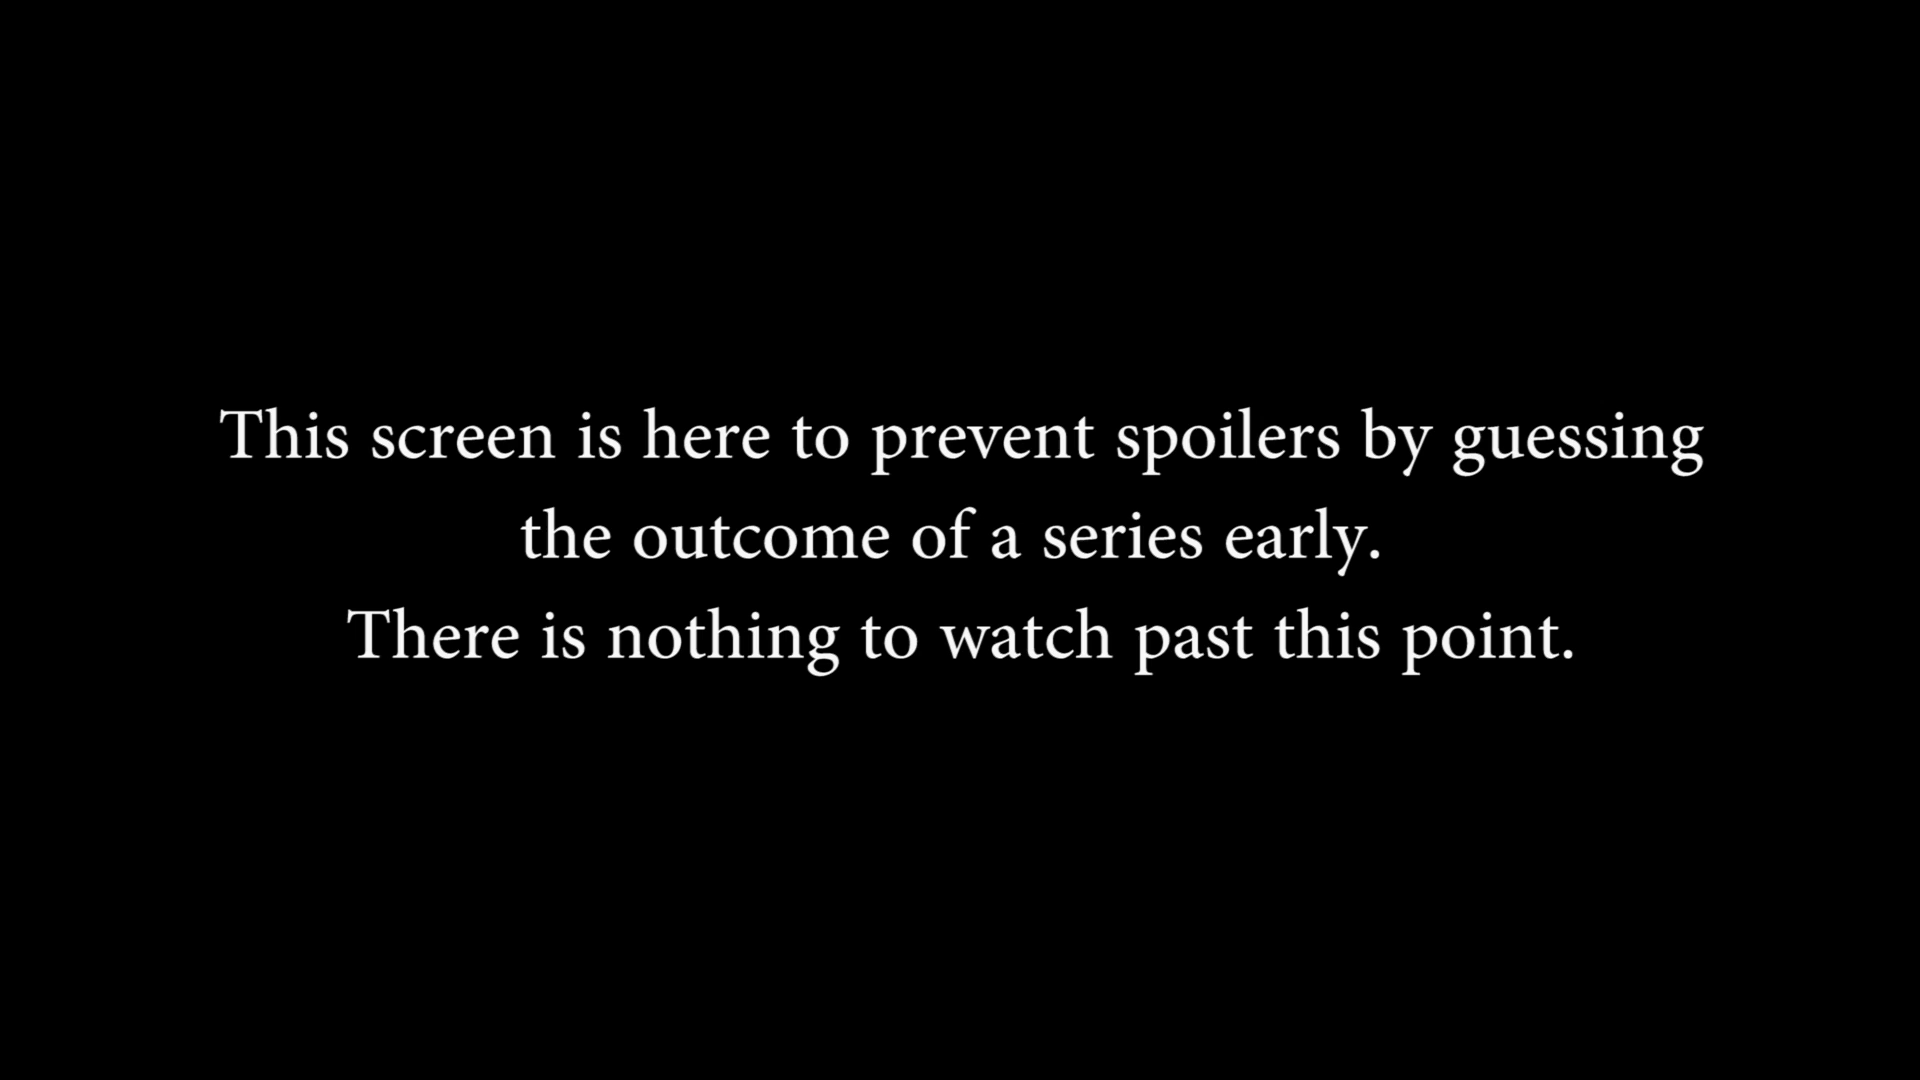 This screen is here to prevent spoilers by guessing
the outcome of a series early.
There is nothing to watch past this point.